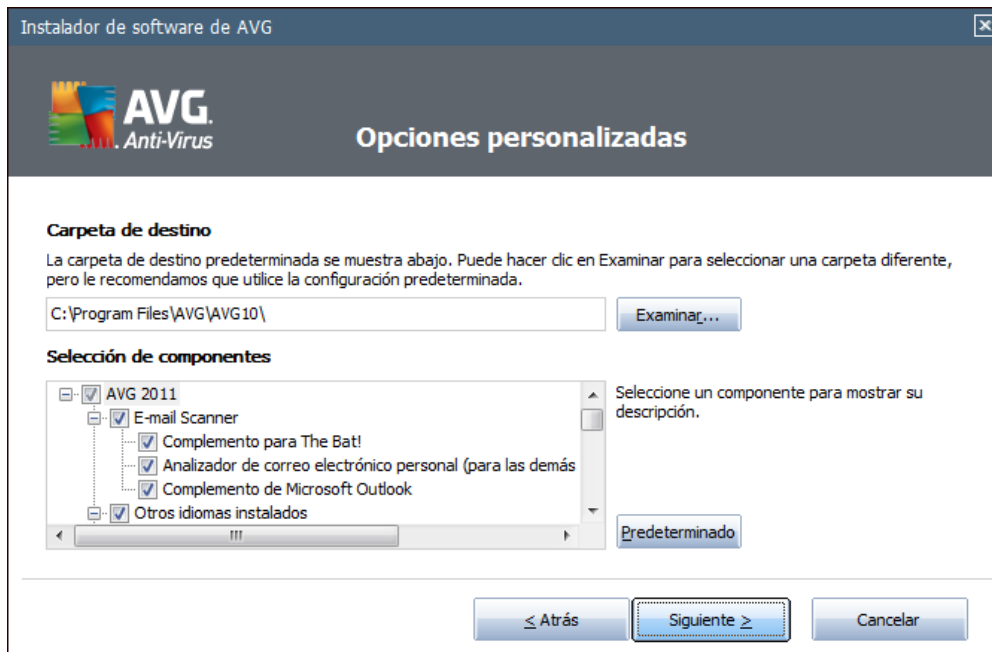 Instalador de software de AVG
AVG.
Anti-Virus
Opciones personalizadas
Carpeta de destino
La carpeta de destino predeterminada se muestra abajo. Puede hacer clic en Examinar para seleccionar una carpeta diferente,
pero le recomendamos que utilice la configuración predeterminada.
C:\Program Files\AVG\AVG10\
Examinar...
Selección de componentes
AVG 2011
E-mail Scanner
Complemento para The Bat!
Analizador de correo electrónico personal (para las demás
Complemento de Microsoft Outlook
Otros idiomas instalados
Seleccione un componente para mostrar su
descripción.
Predeterminado
< Atrás
Siguiente >
Cancelar